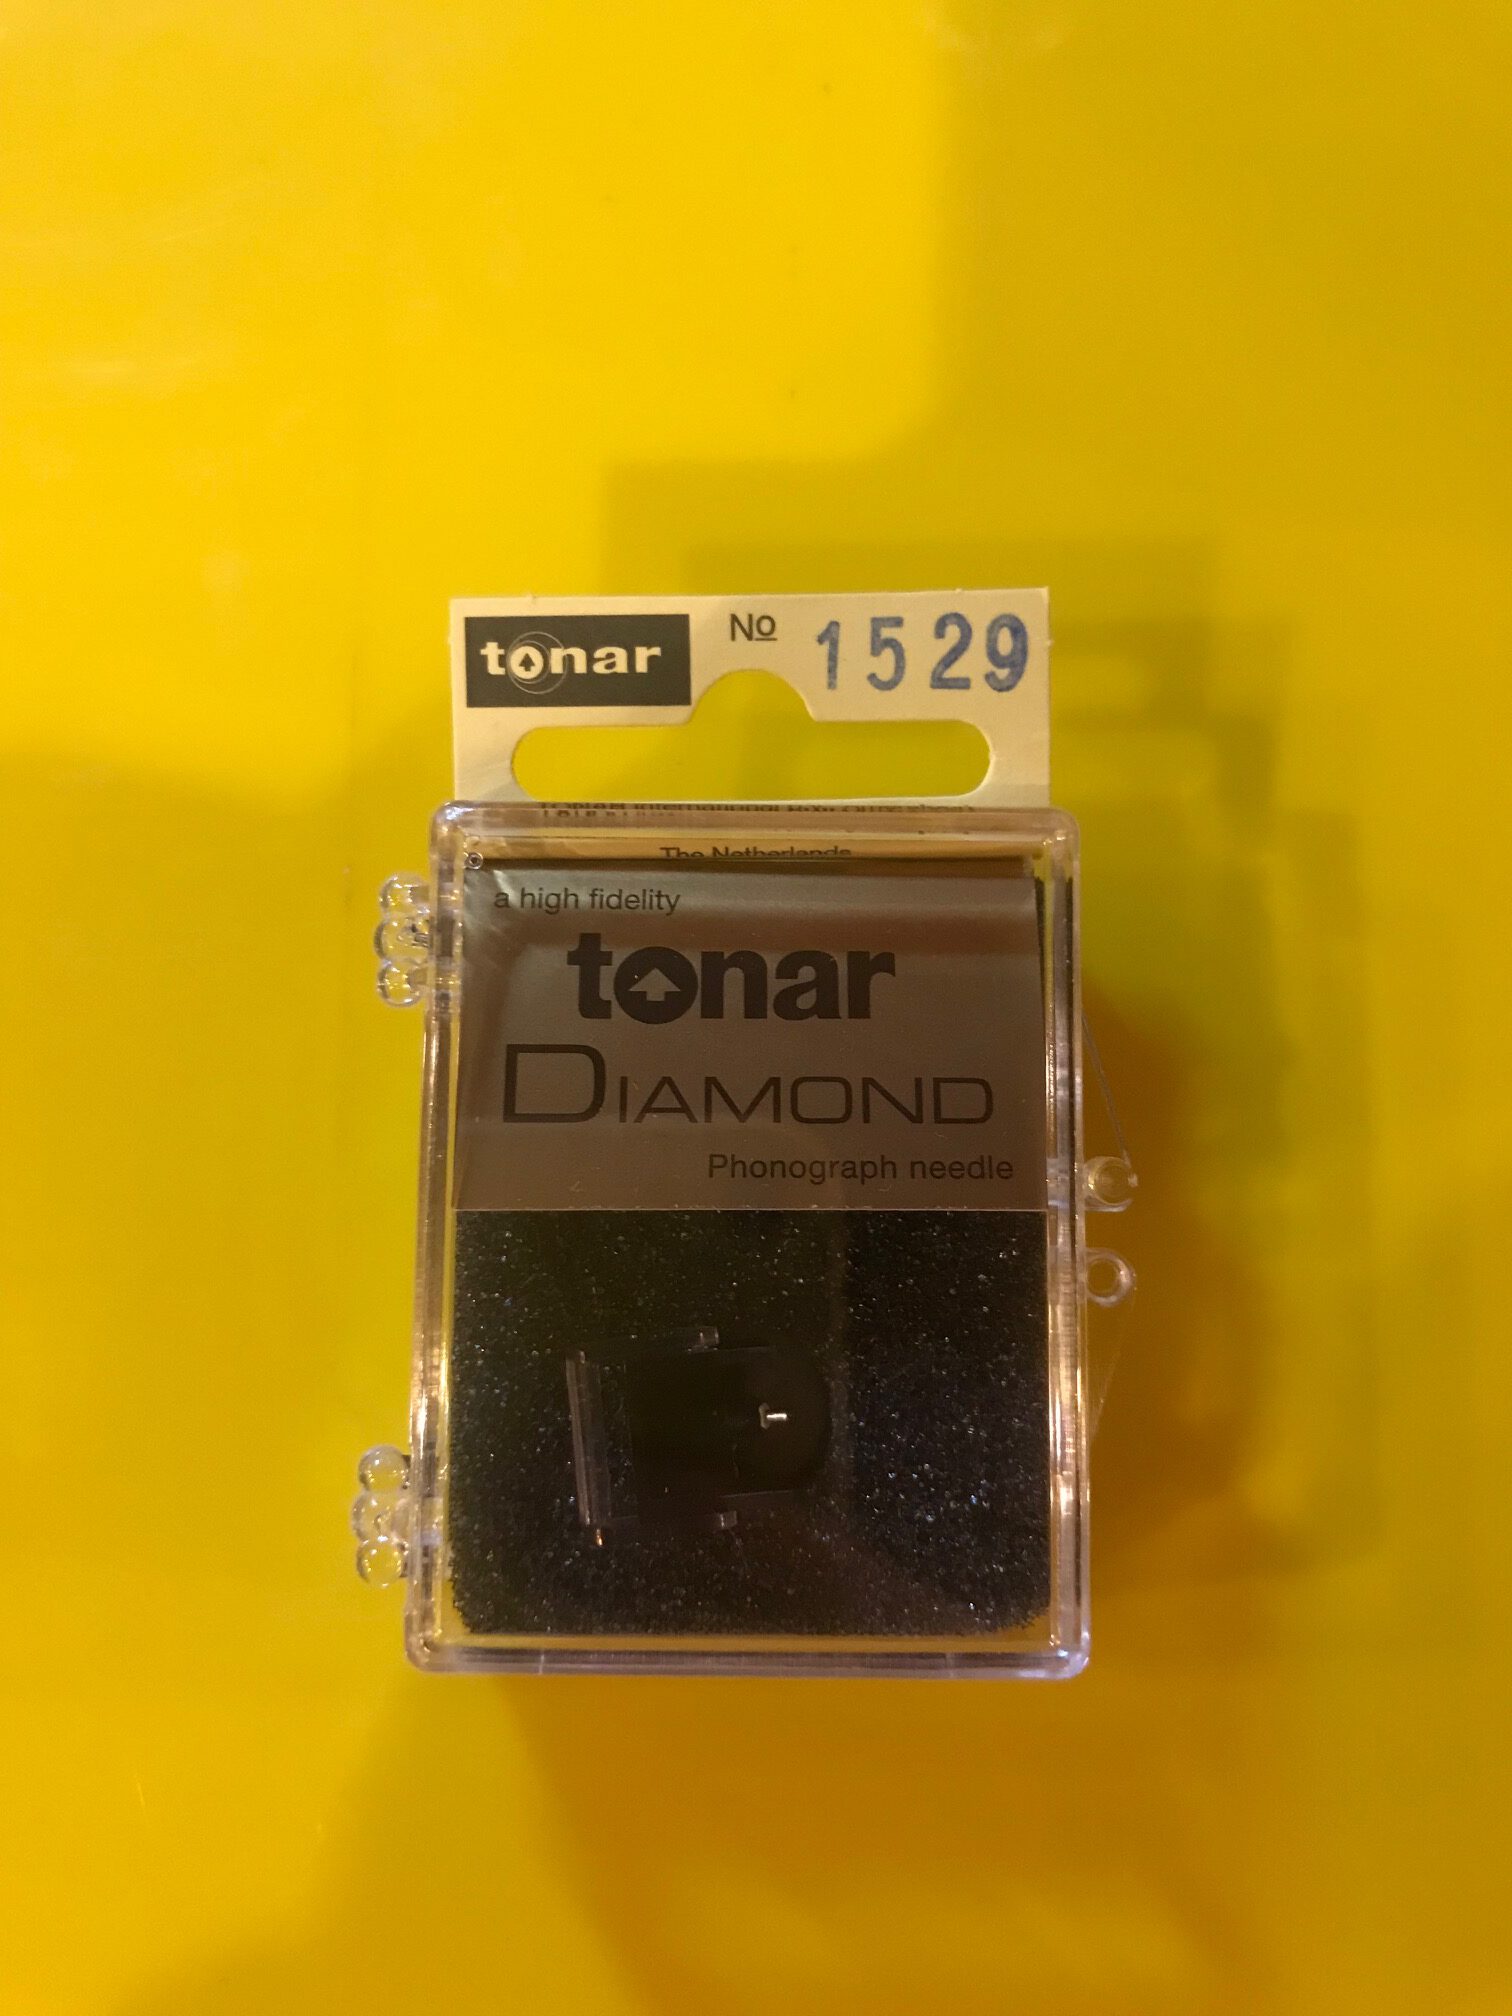 tonar
No 1529
The Netherlands
a high fidelity
tonar
DIAMOND
Phonograph needle